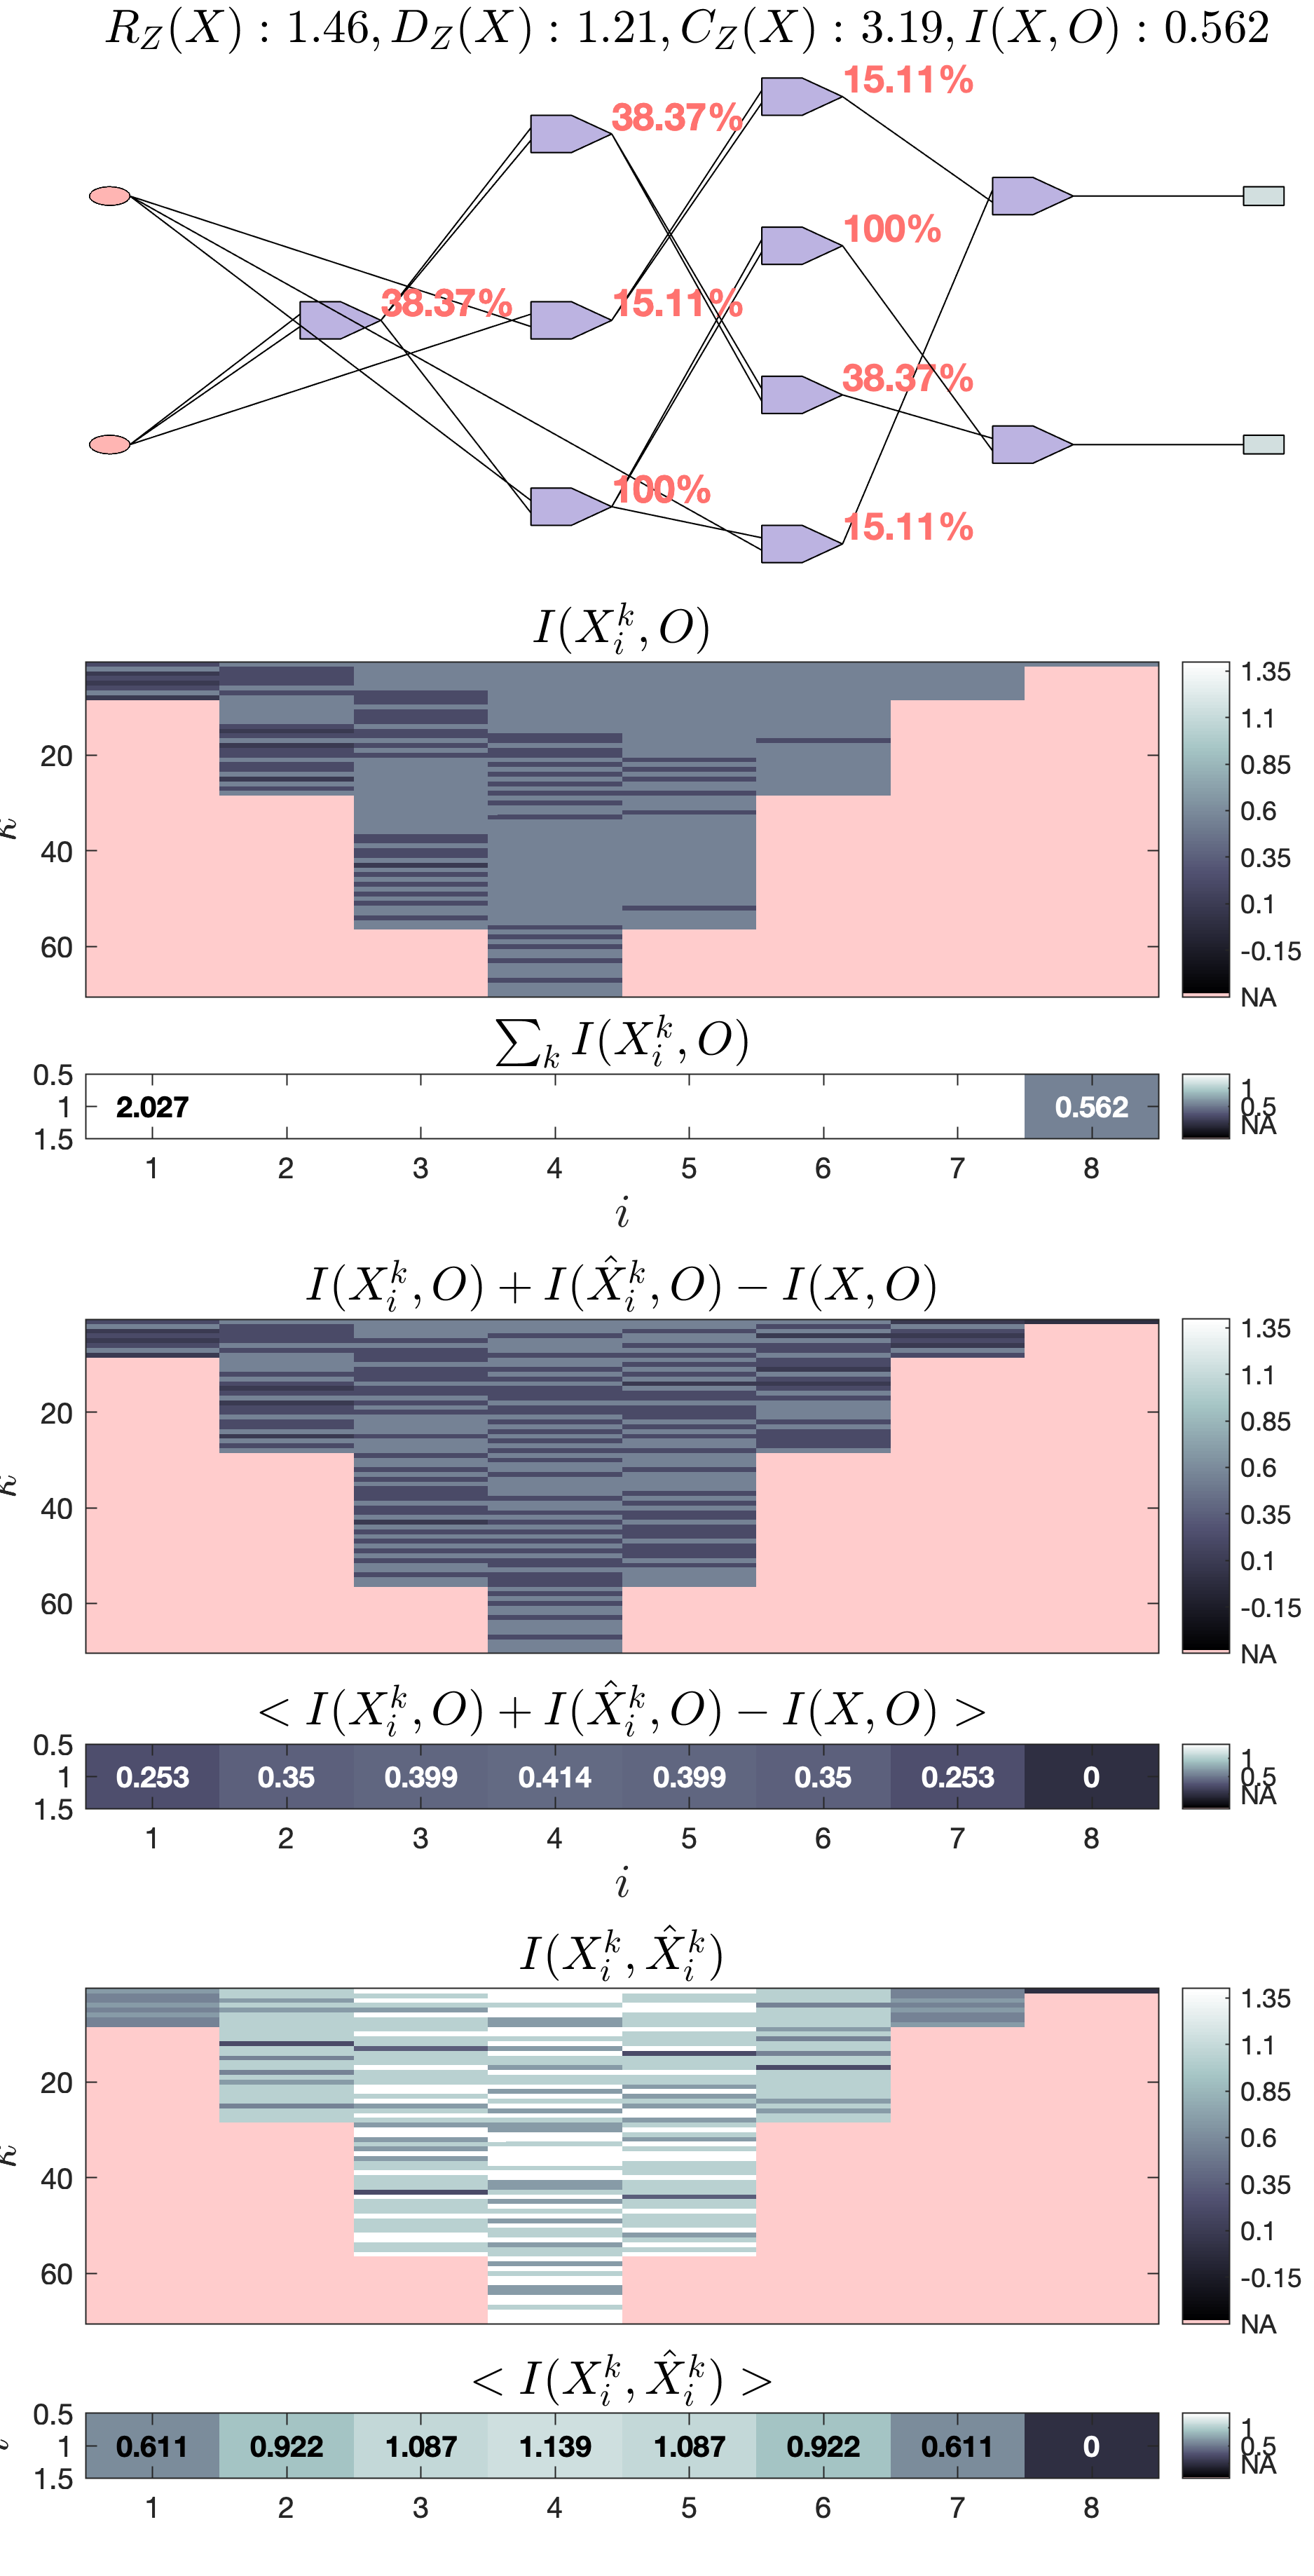 R_Z(X) : 1.46, D_Z(X) : 1.21, C_Z(X) : 3.19, I(X, O) : 0.562
15.11%
38.37%
100%
38.37% 15.11%
38.37%
100%
15.11%
I(X_i^k, O)
1.35
1.1
20 0.85
0.6
k 40 0.35
0.1
60 -0.15
NA
∑_k I(X_i^k, O)
0.5 1
1 2.027 0.562 0.5
1.5 NA
1 2 3 4 5 6 7 8
i
I(X_i^k, O) + I(X̂_i^k, O) − I(X, O)
1.35
1.1
20 0.85
0.6
k 40 0.35
0.1
60 -0.15
NA
< I(X_i^k, O) + I(X̂_i^k, O) − I(X, O) >
0.5 1
1 0.253 0.35 0.399 0.414 0.399 0.35 0.253 0 0.5
1.5 NA
1 2 3 4 5 6 7 8
i
I(X_i^k, X̂_i^k)
1.35
1.1
20 0.85
0.6
k 40 0.35
0.1
60 -0.15
NA
< I(X_i^k, X̂_i^k) >
0.5 1
1 0.611 0.922 1.087 1.139 1.087 0.922 0.611 0 0.5
1.5 NA
1 2 3 4 5 6 7 8